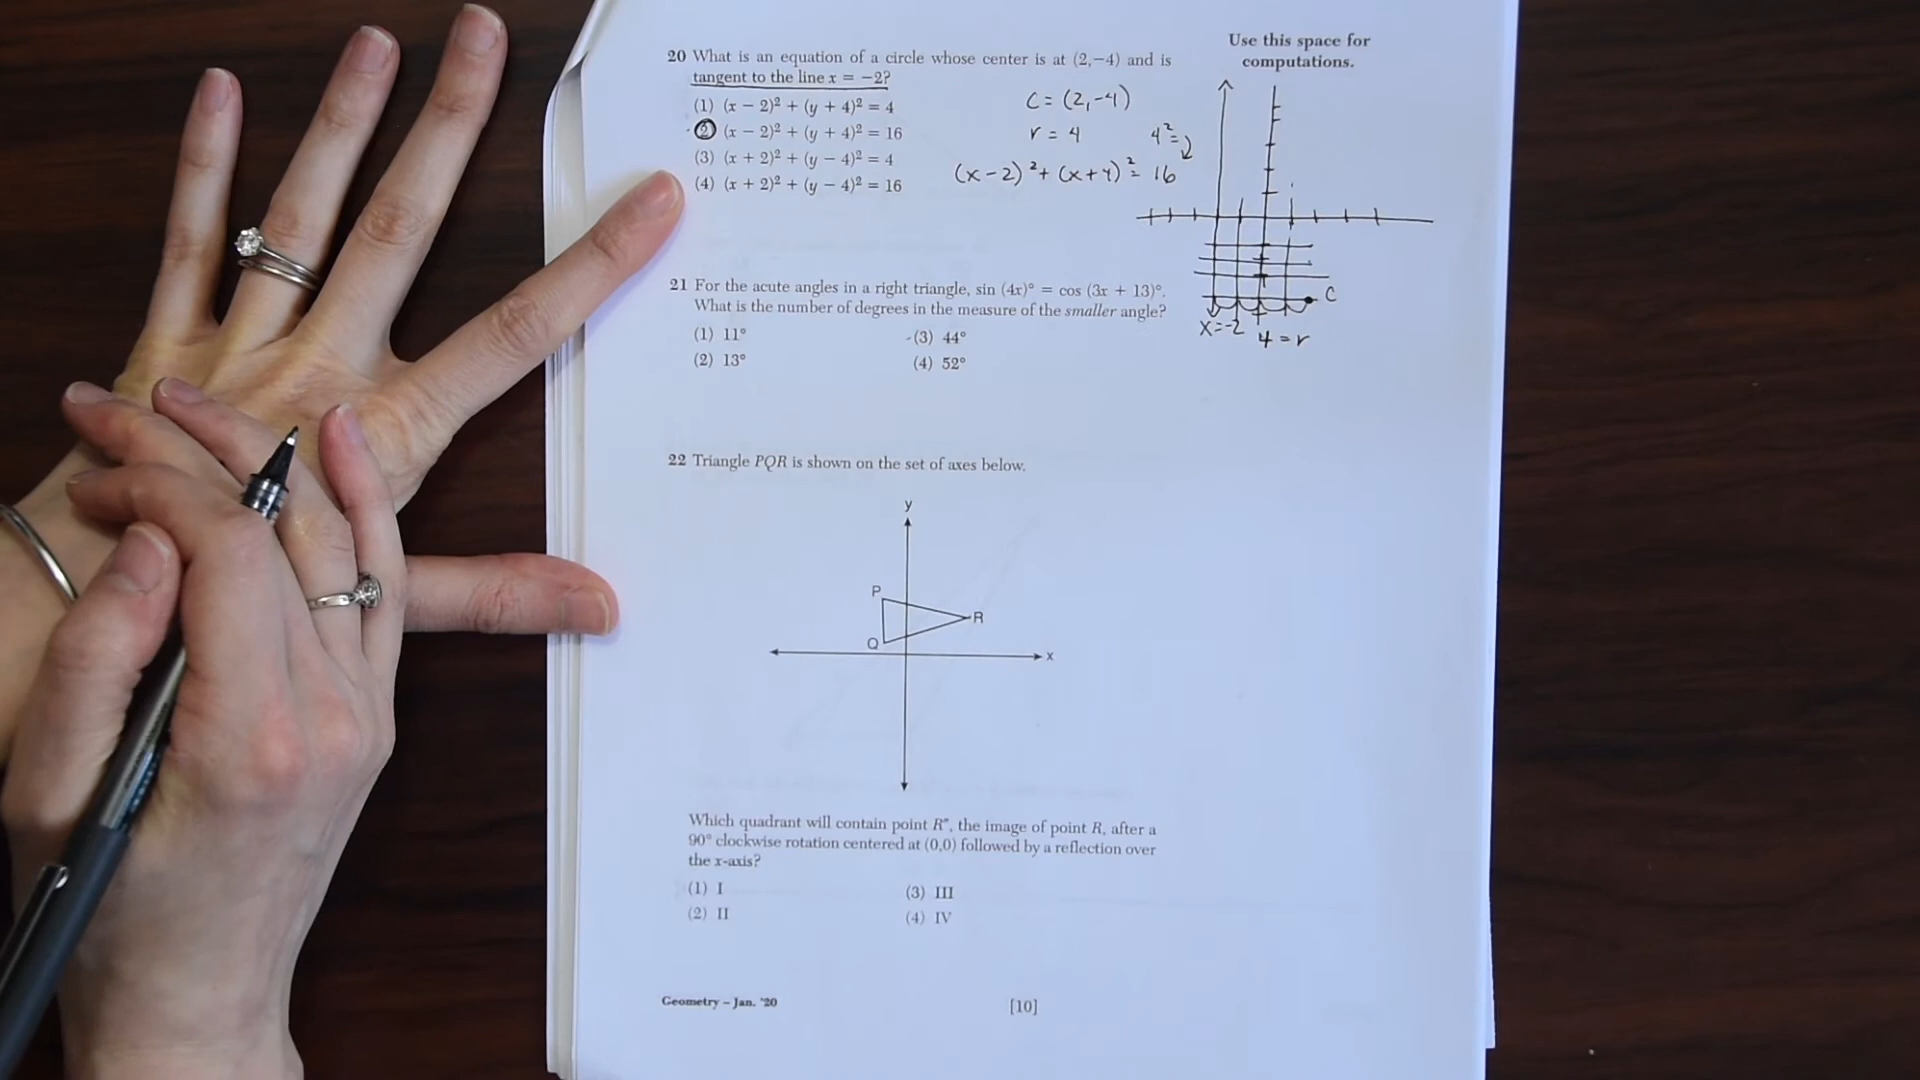 Use this space for
computations.
20 What is an equation of a circle whose center is at (2,−4) and is
tangent to the line x = −2?
(1) (x − 2)² + (y + 4)² = 4
(2) (x − 2)² + (y + 4)² = 16
(3) (x + 2)² + (y − 4)² = 4
(4) (x + 2)² + (y − 4)² = 16
C = (2,-4)
r = 4
4² =
(x-2)² + (x+4)² = 16
C
x=-2
4 = r
21 For the acute angles in a right triangle, sin (4x)° = cos (3x + 13)°.
What is the number of degrees in the measure of the smaller angle?
(1) 11°
(3) 44°
(2) 13°
(4) 52°
22 Triangle PQR is shown on the set of axes below.
y
P
R
Q
x
Which quadrant will contain point R″, the image of point R, after a
90° clockwise rotation centered at (0,0) followed by a reflection over
the x-axis?
(1) I
(3) III
(2) II
(4) IV
Geometry – Jan. '20
[10]